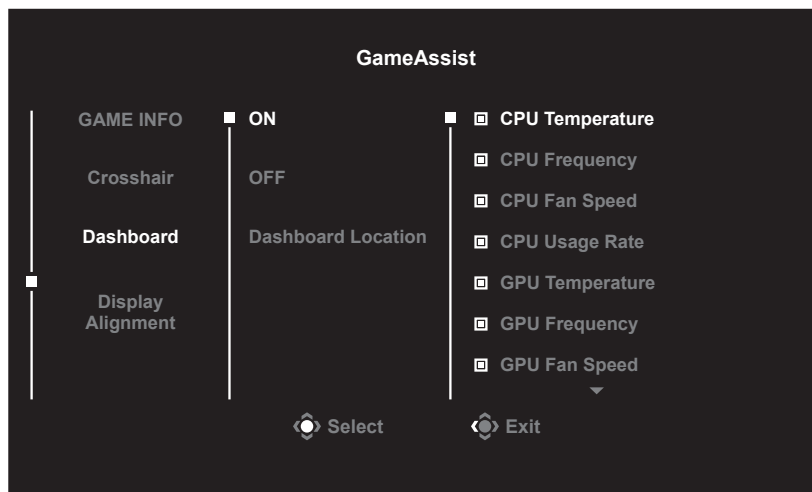 GameAssist
GAME INFO
Crosshair
Dashboard
Display
Alignment
ON
OFF
Dashboard Location
CPU Temperature
CPU Frequency
CPU Fan Speed
CPU Usage Rate
GPU Temperature
GPU Frequency
GPU Fan Speed
Select
Exit